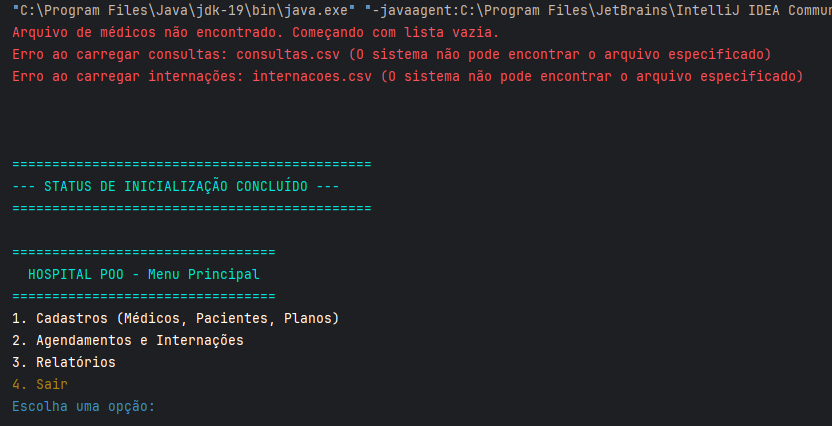 "C:\Program Files\Java\jdk-19\bin\java.exe" "-javaagent:C:\Program Files\JetBrains\IntelliJ IDEA Commun
Arquivo de médicos não encontrado. Começando com lista vazia.
Erro ao carregar consultas: consultas.csv (O sistema não pode encontrar o arquivo especificado)
Erro ao carregar internações: internacoes.csv (O sistema não pode encontrar o arquivo especificado)
=============================================
--- STATUS DE INICIALIZAÇÃO CONCLUÍDO ---
=============================================
=================================
HOSPITAL POO - Menu Principal
=================================
1. Cadastros (Médicos, Pacientes, Planos)
2. Agendamentos e Internações
3. Relatórios
4. Sair
Escolha uma opção: